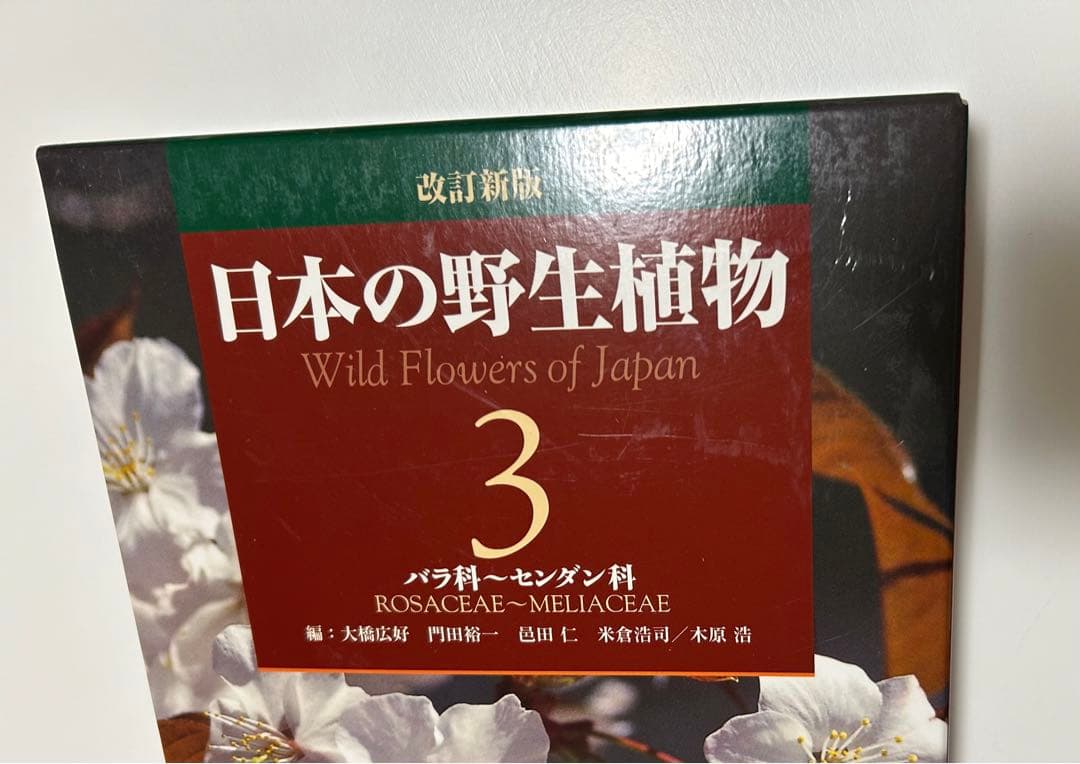 改訂新版
日本の野生植物
Wild Flowers of Japan
3
バラ科～センダン科
ROSACEAE～MELIACEAE
編：大橋広好 門田裕一 邑田 仁 米倉浩司／木原 浩